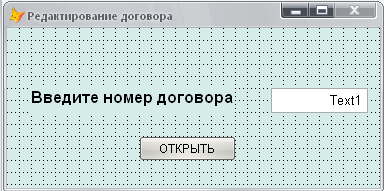 Редактирование договора
Введите номер договора
Text1
ОТКРЫТЬ